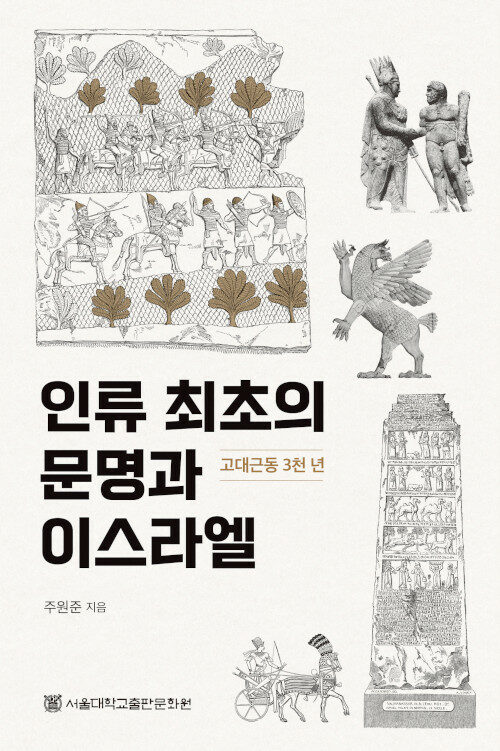 인류 최초의
문명과
고대근동 3천 년
이스라엘
주원준 지음
서울대학교출판문화원